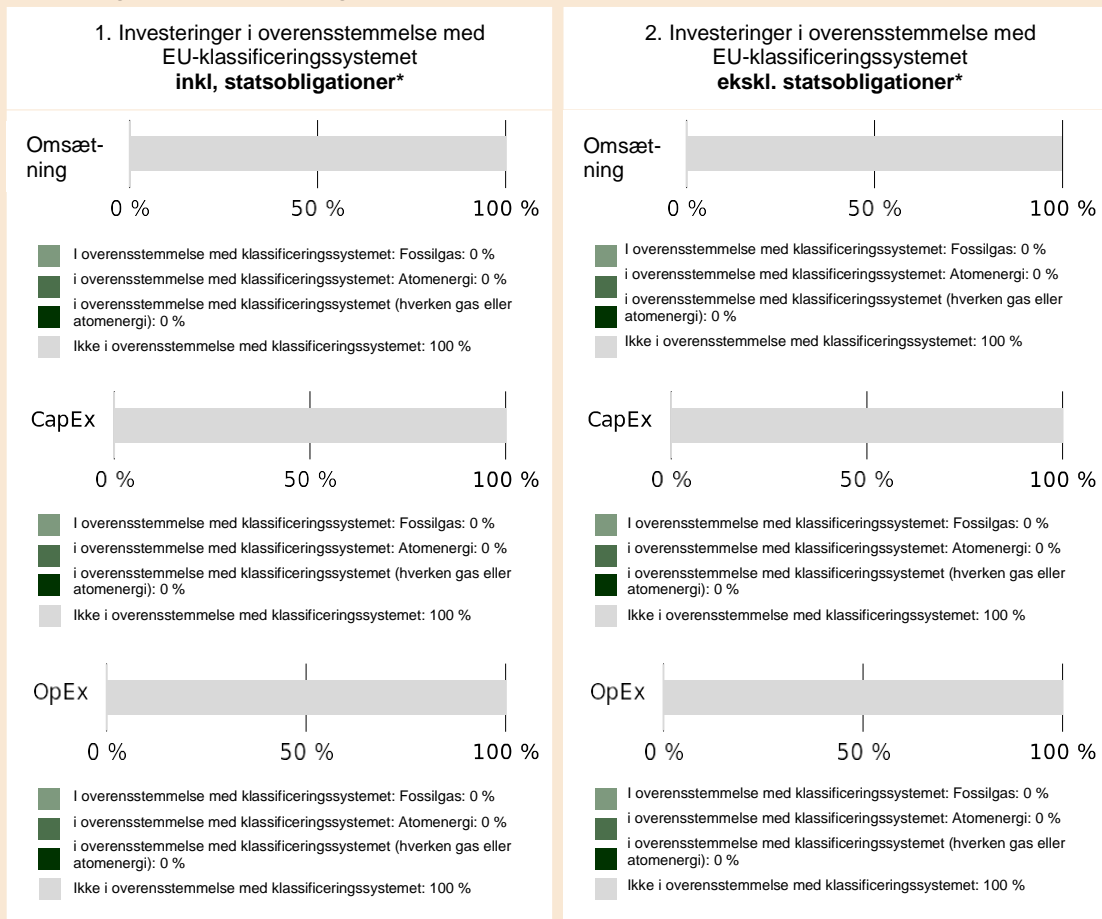 1. Investeringer i overensstemmelse med
EU-klassificeringssystemet
inkl, statsobligationer*
Omsæt-
ning
0 %
50 %
100 %
I overensstemmelse med klassificeringssystemet: Fossilgas: 0 %
i overensstemmelse med klassificeringssystemet: Atomenergi: 0 %
i overensstemmelse med klassificeringssystemet (hverken gas eller
atomenergi): 0 %
Ikke i overensstemmelse med klassificeringssystemet: 100 %
CapEx
0 %
50 %
100 %
I overensstemmelse med klassificeringssystemet: Fossilgas: 0 %
i overensstemmelse med klassificeringssystemet: Atomenergi: 0 %
i overensstemmelse med klassificeringssystemet (hverken gas eller
atomenergi): 0 %
Ikke i overensstemmelse med klassificeringssystemet: 100 %
OpEx
0 %
50 %
100 %
I overensstemmelse med klassificeringssystemet: Fossilgas: 0 %
i overensstemmelse med klassificeringssystemet: Atomenergi: 0 %
i overensstemmelse med klassificeringssystemet (hverken gas eller
atomenergi): 0 %
Ikke i overensstemmelse med klassificeringssystemet: 100 %
2. Investeringer i overensstemmelse med
EU-klassificeringssystemet
ekskl. statsobligationer*
Omsæt-
ning
0 %
50 %
100 %
I overensstemmelse med klassificeringssystemet: Fossilgas: 0 %
i overensstemmelse med klassificeringssystemet: Atomenergi: 0 %
i overensstemmelse med klassificeringssystemet (hverken gas eller
atomenergi): 0 %
Ikke i overensstemmelse med klassificeringssystemet: 100 %
CapEx
0 %
50 %
100 %
I overensstemmelse med klassificeringssystemet: Fossilgas: 0 %
i overensstemmelse med klassificeringssystemet: Atomenergi: 0 %
i overensstemmelse med klassificeringssystemet (hverken gas eller
atomenergi): 0 %
Ikke i overensstemmelse med klassificeringssystemet: 100 %
OpEx
0 %
50 %
100 %
I overensstemmelse med klassificeringssystemet: Fossilgas: 0 %
i overensstemmelse med klassificeringssystemet: Atomenergi: 0 %
i overensstemmelse med klassificeringssystemet (hverken gas eller
atomenergi): 0 %
Ikke i overensstemmelse med klassificeringssystemet: 100 %